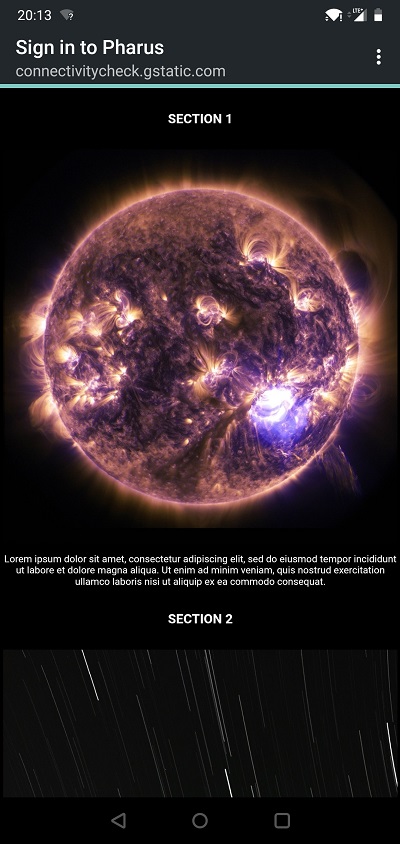 20:13
LTE
Sign in to Pharus
connectivitycheck.gstatic.com
SECTION 1
Lorem ipsum dolor sit amet, consectetur adipiscing elit, sed do eiusmod tempor incididunt
ut labore et dolore magna aliqua. Ut enim ad minim veniam, quis nostrud exercitation
ullamco laboris nisi ut aliquip ex ea commodo consequat.
SECTION 2